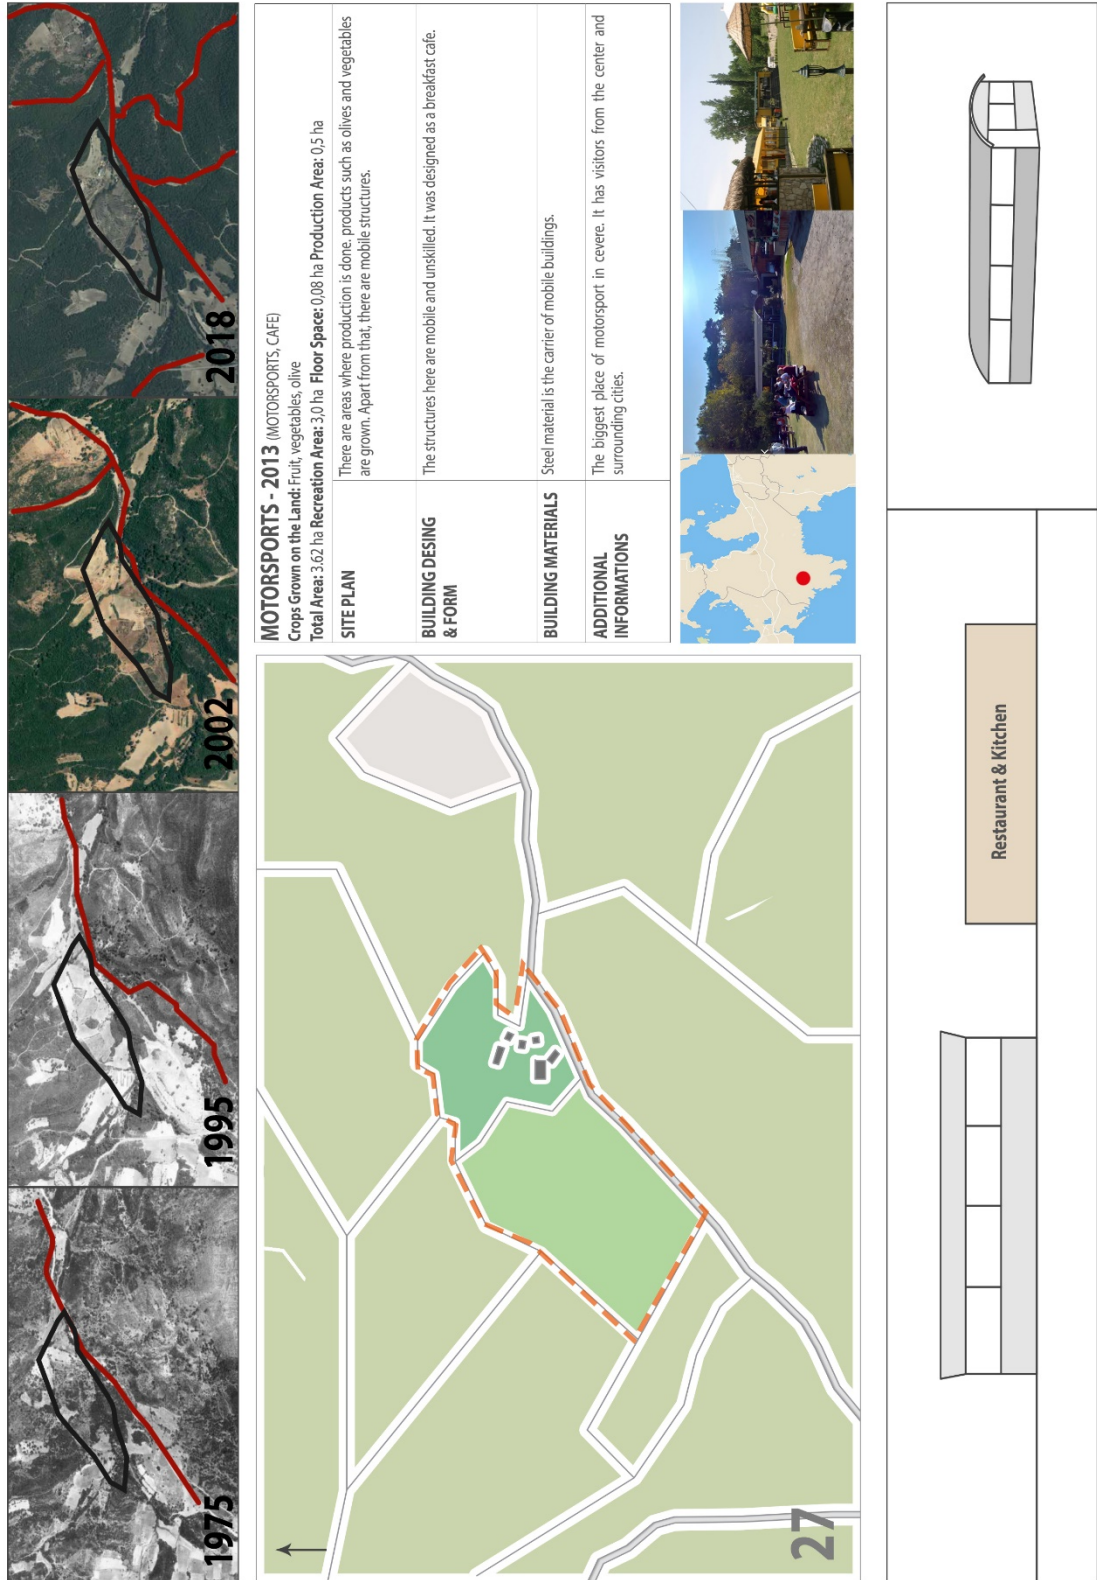 1975
1995
2002
2018
MOTORSPORTS - 2013 (MOTORSPORTS, CAFE)
Crops Grown on the Land: Fruit, vegetables, olive
Total Area: 3.62 ha Recreation Area: 3,0 ha Floor Space: 0,08 ha Production Area: 0,5 ha
SITE PLAN
There are areas where production is done. products such as olives and vegetables
are grown. Apart from that, there are mobile structures.
BUILDING DESING
& FORM
The structures here are mobile and unskilled. It was designed as a breakfast cafe.
BUILDING MATERIALS
Steel material is the carrier of mobile buildings.
ADDITIONAL
INFORMATIONS
The biggest place of motorsport in cevere. It has visitors from the center and
surrounding cities.
27
Restaurant & Kitchen